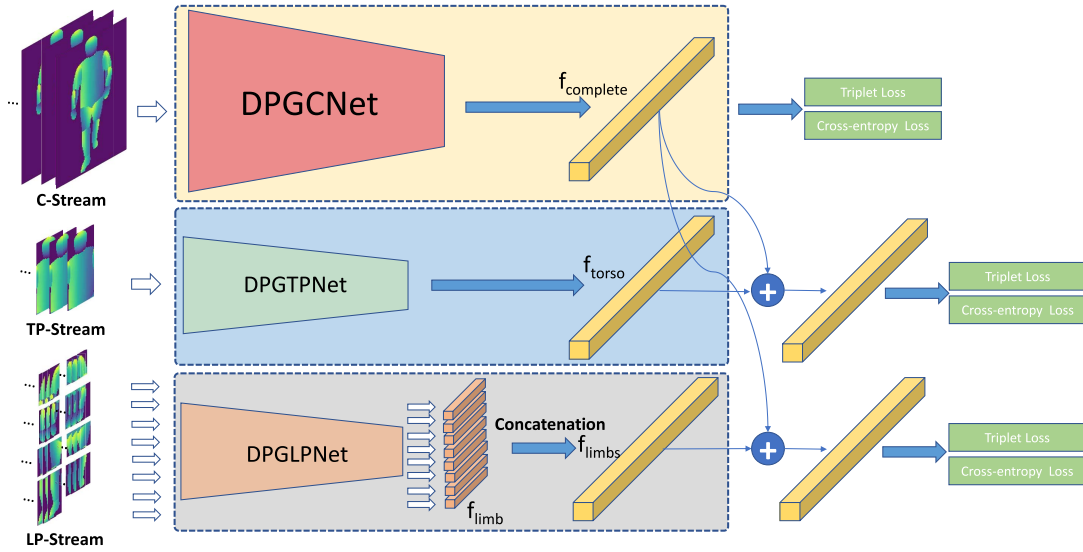 DPGCNet
f_complete
Triplet Loss
Cross-entropy Loss
C-Stream
DPGTPNet
f_torso
Triplet Loss
Cross-entropy Loss
TP-Stream
DPGLPNet
Concatenation
f_limbs
f_limb
Triplet Loss
Cross-entropy Loss
LP-Stream